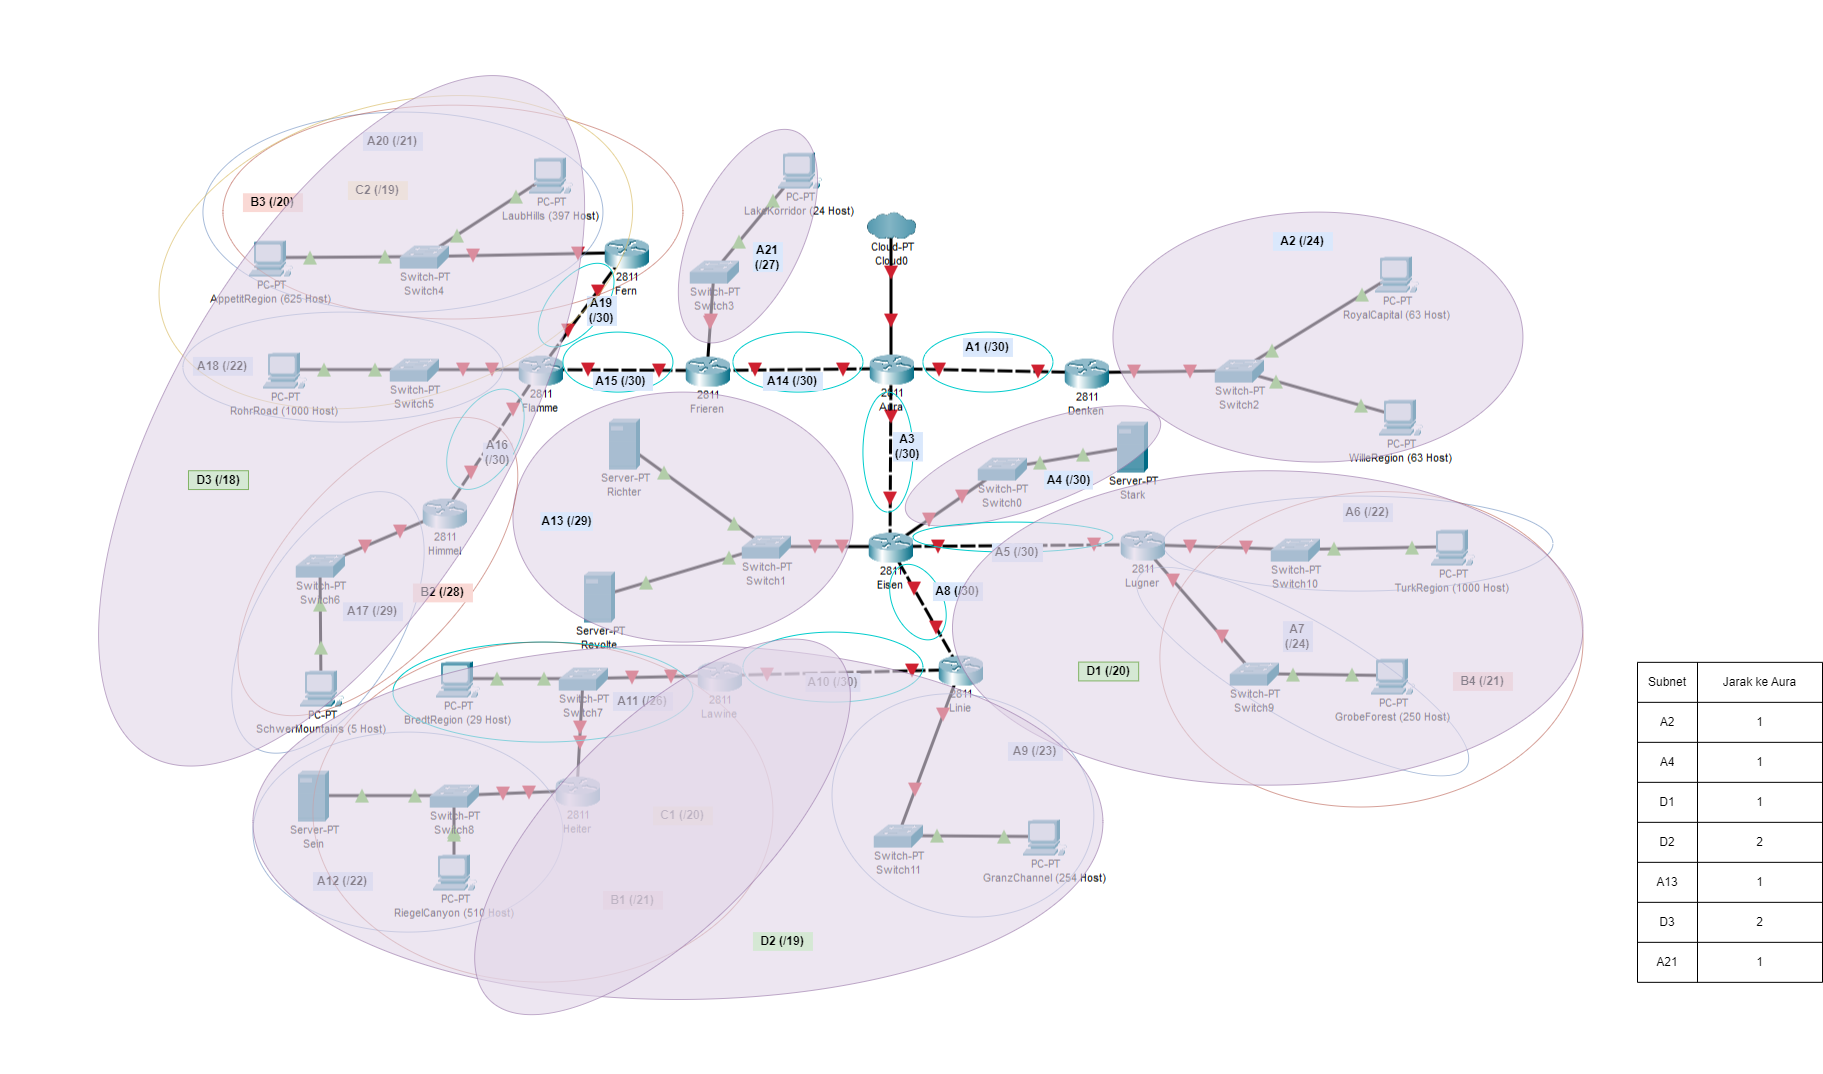 A20 (/21)
C2 (/19)
B3 (/20)
PC-PT
LaubHills (397 Host)
Switch-PT
Switch4
PC-PT
AppetitRegion (625 Host)
2811
Fern
A19
(/30)
A18 (/22)
PC-PT
RohrRoad (1000 Host)
Switch-PT
Switch5
2811
Flamme
A15 (/30)
2811
Frieren
A14 (/30)
PC-PT
LakeKorridor (24 Host)
A21
(/27)
Switch-PT
Switch3
Cloud-PT
Cloud0
2811
Aura
A1 (/30)
2811
Denken
A2 (/24)
PC-PT
RoyalCapital (63 Host)
Switch-PT
Switch2
PC-PT
WilleRegion (63 Host)
A16
(/30)
D3 (/18)
2811
Himmel
Switch-PT
Switch6
B2 (/28)
A17 (/29)
PC-PT
SchwerMountains (5 Host)
Server-PT
Richter
A13 (/29)
Switch-PT
Switch1
Server-PT
Revolte
A3
(/30)
A4 (/30)
Switch-PT
Switch0
Server-PT
Stark
2811
Eisen
A5 (/30)
A8 (/30)
2811
Lugner
A6 (/22)
Switch-PT
Switch10
PC-PT
TurkRegion (1000 Host)
A7
(/24)
Switch-PT
Switch9
PC-PT
GrobeForest (250 Host)
D1 (/20)
B4 (/21)
PC-PT
BredtRegion (29 Host)
Switch-PT
Switch7
A11 (/26)
2811
Lawine
A10 (/30)
2811
Linie
A9 (/23)
Switch-PT
Switch11
PC-PT
GranzChannel (254 Host)
Server-PT
Sein
Switch-PT
Switch8
2811
Heiter
C1 (/20)
A12 (/22)
PC-PT
RiegelCanyon (510 Host)
B1 (/21)
D2 (/19)
Subnet Jarak ke Aura
A2 1
A4 1
D1 1
D2 2
A13 1
D3 2
A21 1